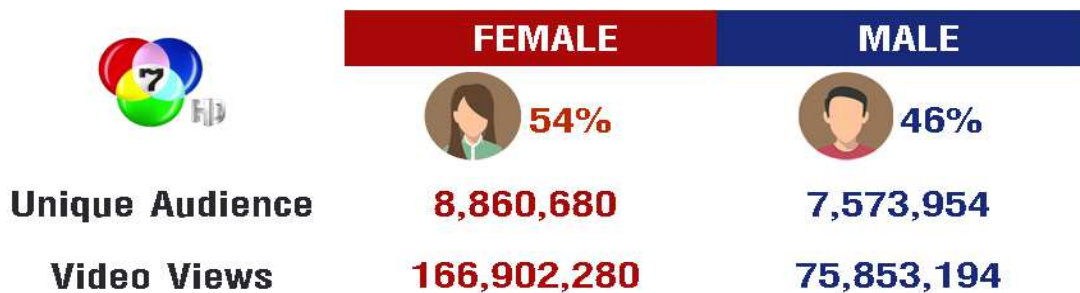 7
HD
FEMALE MALE
54% 46%
Unique Audience 8,860,680 7,573,954
Video Views 166,902,280 75,853,194